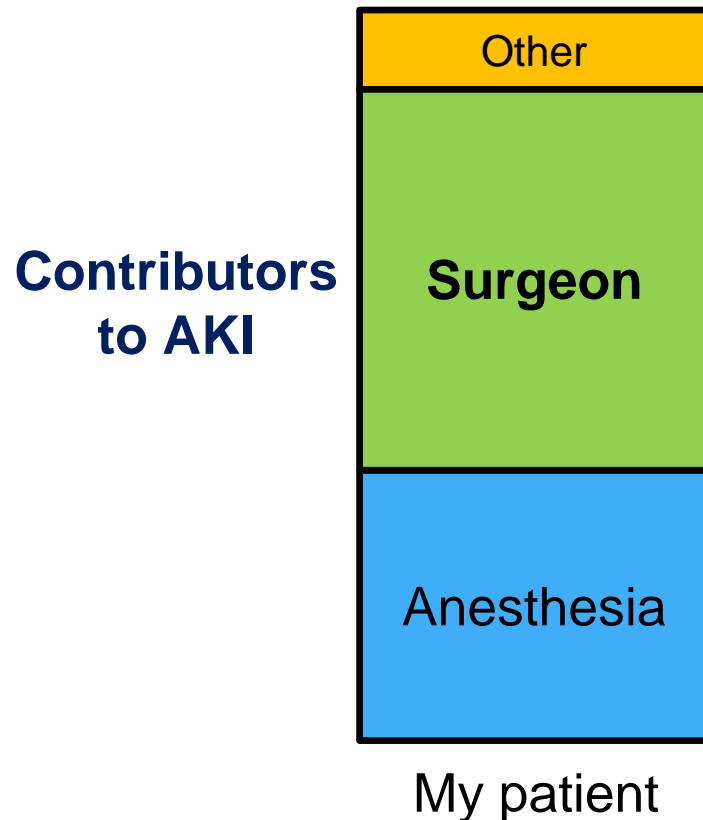 Other
Contributors
to AKI
Surgeon
Anesthesia
My patient